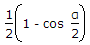 1/2(1 - cos a/2)